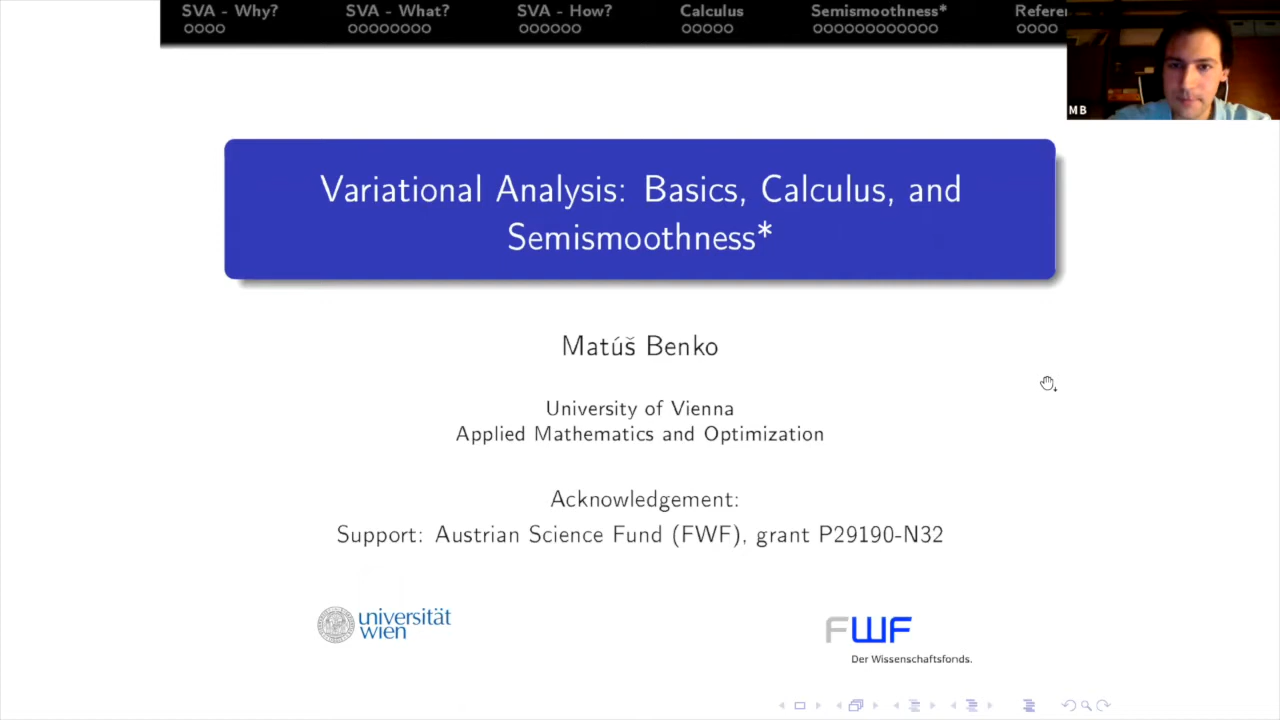 SVA - Why?
SVA - What?
SVA - How?
Calculus
Semismoothness*
Refere
MB
Variational Analysis: Basics, Calculus, and
Semismoothness*
Matúš Benko
University of Vienna
Applied Mathematics and Optimization
Acknowledgement:
Support: Austrian Science Fund (FWF), grant P29190-N32
universität
wien
FWF
Der Wissenschaftsfonds.